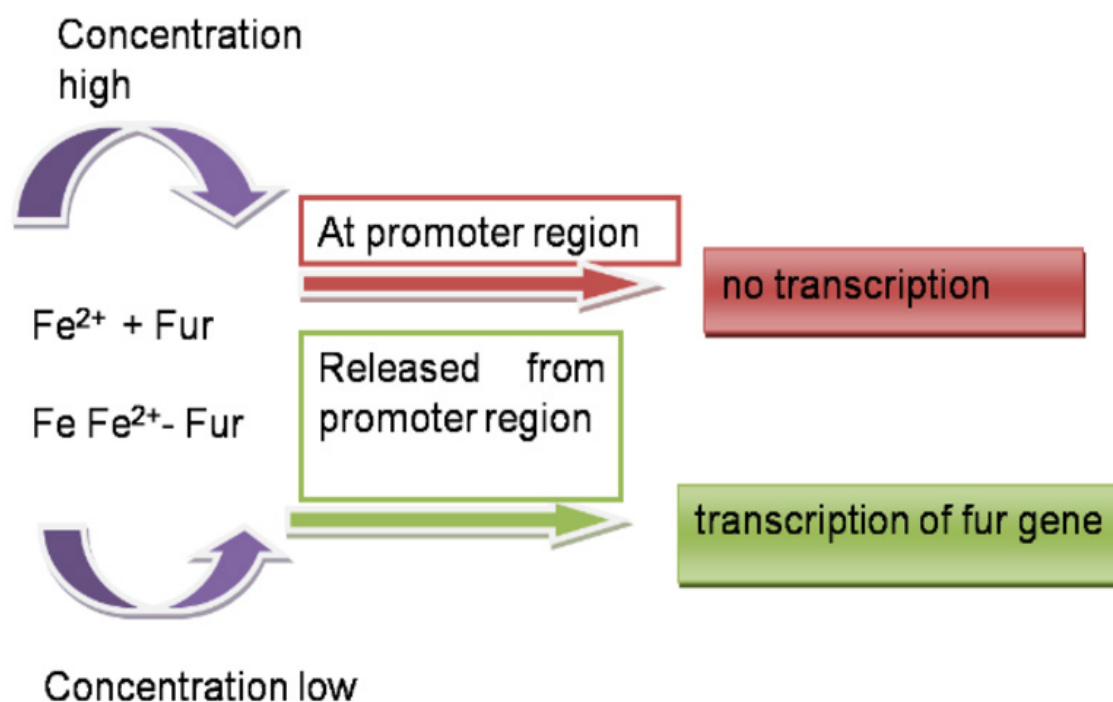 Concentration
high
At promoter region
no transcription
Fe²⁺ + Fur
Released from
promoter region
Fe Fe²⁺- Fur
transcription of fur gene
Concentration low